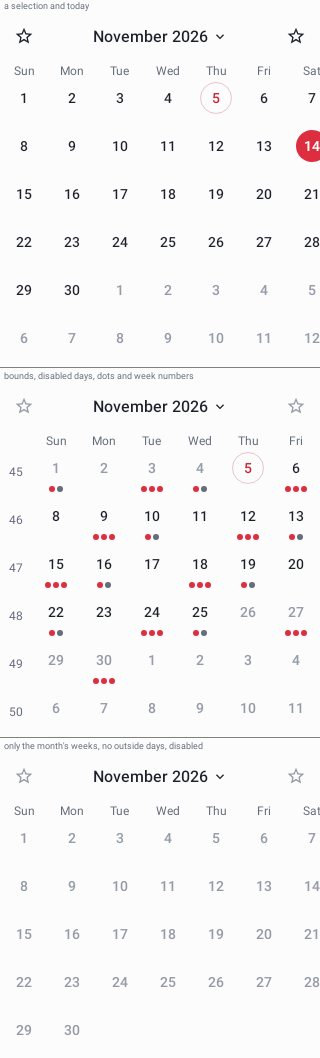 a selection and today
November 2026
Sun Mon Tue Wed Thu Fri Sat
1 2 3 4 5 6 7
8 9 10 11 12 13 14
15 16 17 18 19 20 21
22 23 24 25 26 27 28
29 30 1 2 3 4 5
6 7 8 9 10 11 12
bounds, disabled days, dots and week numbers
November 2026
Sun Mon Tue Wed Thu Fri
45 1 2 3 4 5 6
46 8 9 10 11 12 13
47 15 16 17 18 19 20
48 22 23 24 25 26 27
49 29 30 1 2 3 4
50 6 7 8 9 10 11
only the month's weeks, no outside days, disabled
November 2026
Sun Mon Tue Wed Thu Fri Sat
1 2 3 4 5 6 7
8 9 10 11 12 13 14
15 16 17 18 19 20 21
22 23 24 25 26 27 28
29 30